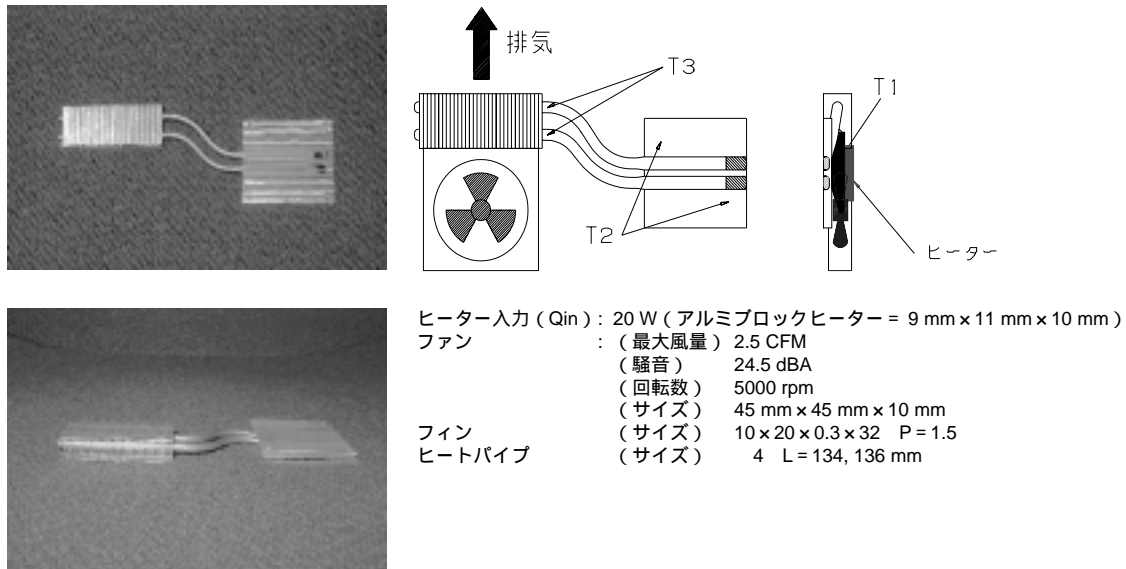 排気
T3
T1
T2
ヒーター
ヒーター入力（Qin）: 20 W（アルミブロックヒーター = 9 mm x 11 mm x 10 mm）
ファン : （最大風量） 2.5 CFM
（騒音） 24.5 dBA
（回転数） 5000 rpm
（サイズ） 45 mm x 45 mm x 10 mm
フィン （サイズ） 10 x 20 x 0.3 x 32 P = 1.5
ヒートパイプ （サイズ） 4 L = 134, 136 mm